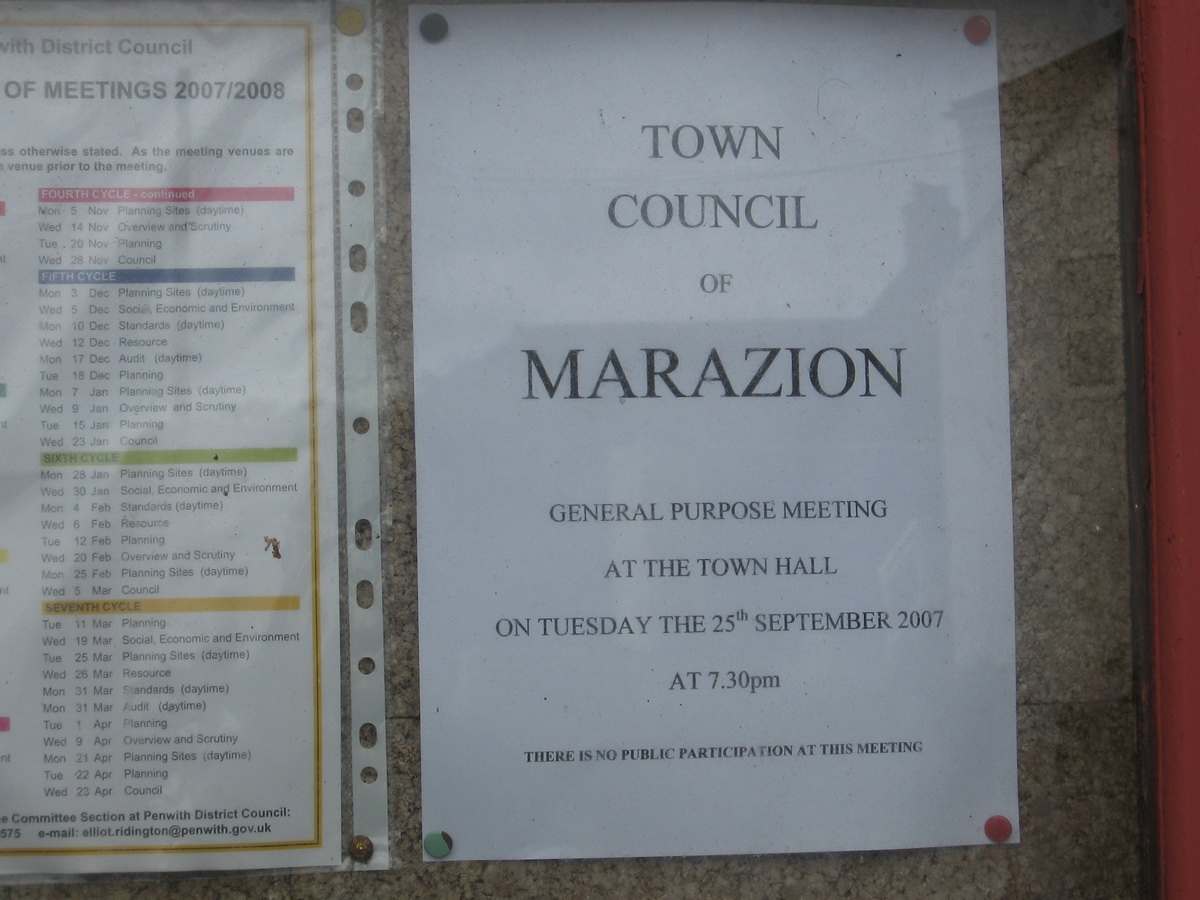 with District Council
OF MEETINGS 2007/2008
ss otherwise stated. As the meeting venues are
venue prior to the meeting.
FOURTH CYCLE - continued
Mon 5 Nov Planning Sites (daytime)
Wed 14 Nov Overview and Scrutiny
Tue 20 Nov Planning
Wed 28 Nov Council
FIFTH CYCLE
Mon 3 Dec Planning Sites (daytime)
Wed 5 Dec Social, Economic and Environment
Mon 10 Dec Standards (daytime)
Wed 12 Dec Resource
Mon 17 Dec Audit (daytime)
Tue 18 Dec Planning
Mon 7 Jan Planning Sites (daytime)
Wed 9 Jan Overview and Scrutiny
Tue 15 Jan Planning
Wed 23 Jan Council
SIXTH CYCLE
Mon 28 Jan Planning Sites (daytime)
Wed 30 Jan Social, Economic and Environment
Mon 4 Feb Standards (daytime)
Wed 6 Feb Resource
Tue 12 Feb Planning
Wed 20 Feb Overview and Scrutiny
Mon 25 Feb Planning Sites (daytime)
Wed 5 Mar Council
SEVENTH CYCLE
Tue 11 Mar Planning
Wed 19 Mar Social, Economic and Environment
Tue 25 Mar Planning Sites (daytime)
Wed 26 Mar Resource
Mon 31 Mar Standards (daytime)
Mon 31 Mar Audit (daytime)
Tue 1 Apr Planning
Wed 9 Apr Overview and Scrutiny
Mon 21 Apr Planning Sites (daytime)
Tue 22 Apr Planning
Wed 23 Apr Council
e Committee Section at Penwith District Council:
575 e-mail: elliot.ridington@penwith.gov.uk
TOWN
COUNCIL
OF
MARAZION
GENERAL PURPOSE MEETING
AT THE TOWN HALL
ON TUESDAY THE 25th SEPTEMBER 2007
AT 7.30pm
THERE IS NO PUBLIC PARTICIPATION AT THIS MEETING